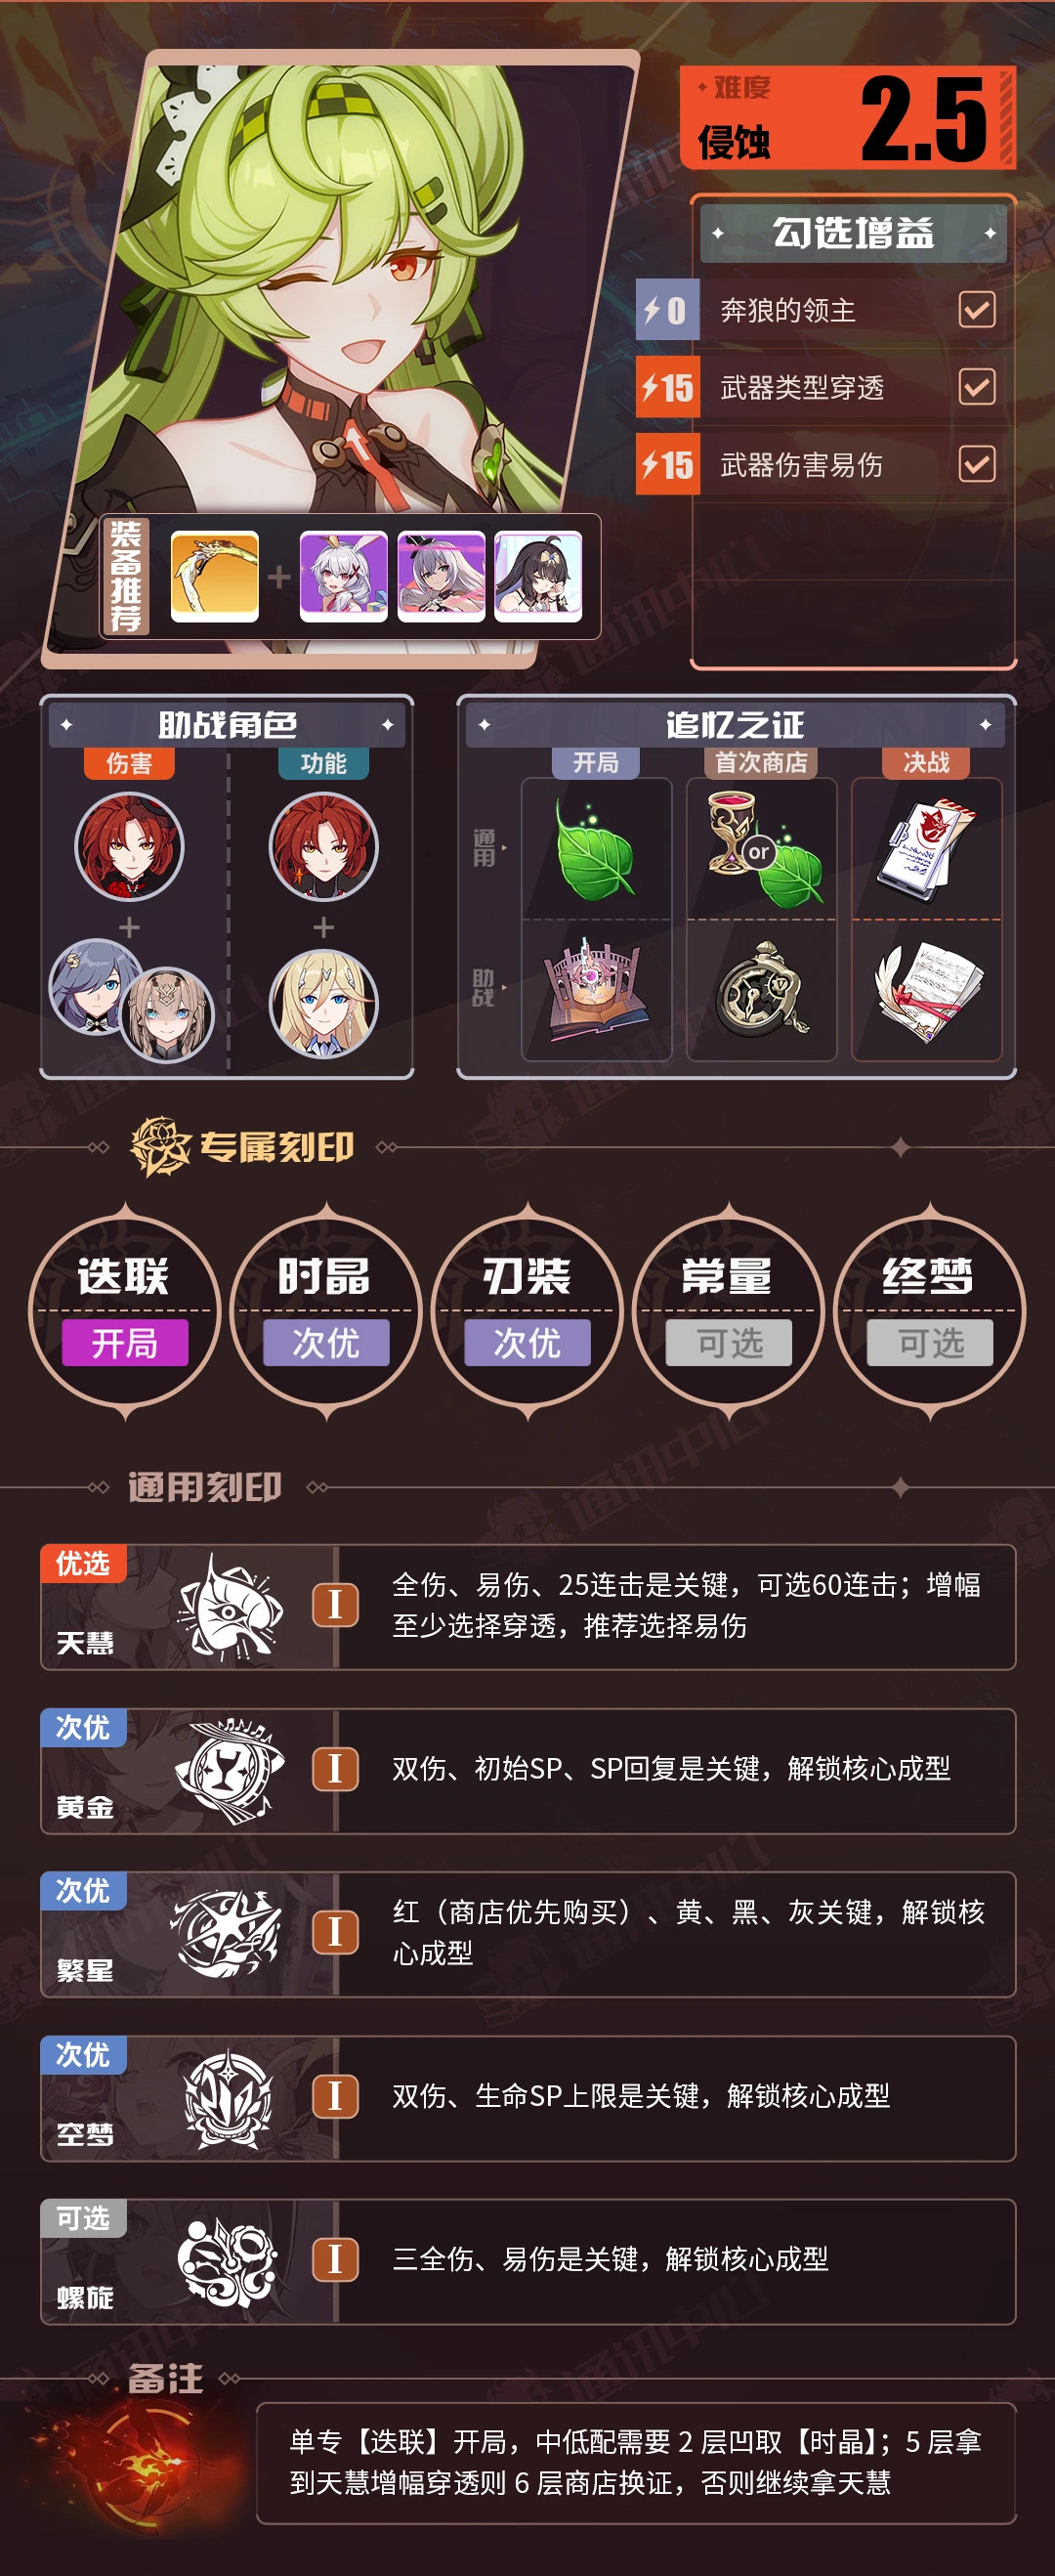 难度
侵蚀
2.5
勾选增益
0 奔狼的领主
15 武器类型穿透
15 武器伤害易伤
装备推荐
助战角色
伤害
功能
追忆之证
开局
首次商店
决战
通用
or
助战
专属刻印
迭联
时晶
刃装
常量
终梦
开局
次优
次优
可选
可选
通用刻印
优选
天慧
I
全伤、易伤、25连击是关键，可选60连击；增幅
至少选择穿透，推荐选择易伤
次优
黄金
I
双伤、初始SP、SP回复是关键，解锁核心成型
次优
繁星
I
红（商店优先购买）、黄、黑、灰关键，解锁核
心成型
次优
空梦
I
双伤、生命SP上限是关键，解锁核心成型
可选
螺旋
I
三全伤、易伤是关键，解锁核心成型
备注
单专【迭联】开局，中低配需要 2 层凹取【时晶】；5 层拿
到天慧增幅穿透则 6 层商店换证，否则继续拿天慧
通讯中心